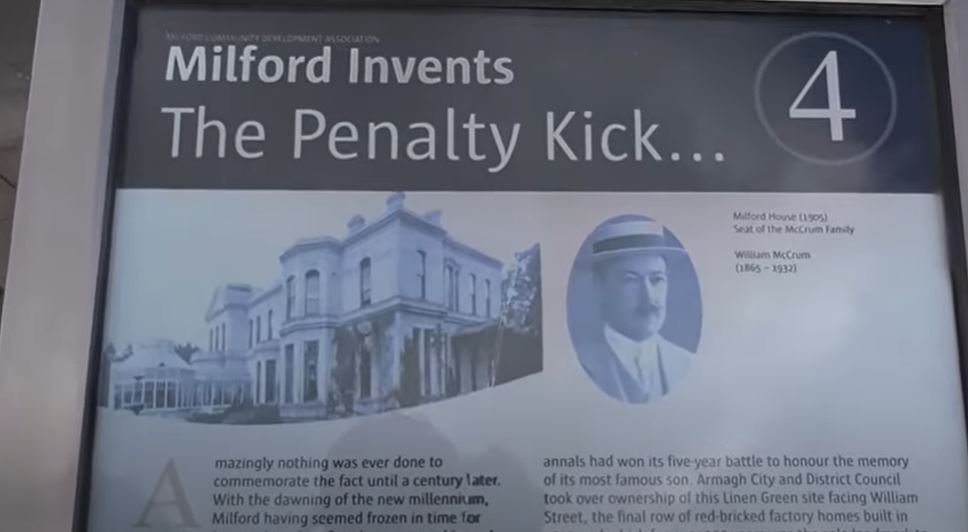 MILFORD COMMUNITY DEVELOPMENT ASSOCIATION
Milford Invents
The Penalty Kick...
4
Milford House (1905)
Seat of the McCrum Family
William McCrum
(1865 – 1932)
Amazingly nothing was ever done to
commemorate the fact until a century later.
With the dawning of the new millennium,
Milford having seemed frozen in time for
annals had won its five-year battle to honour the memory
of its most famous son. Armagh City and District Council
took over ownership of this Linen Green site facing William
Street, the final row of red-bricked factory homes built in